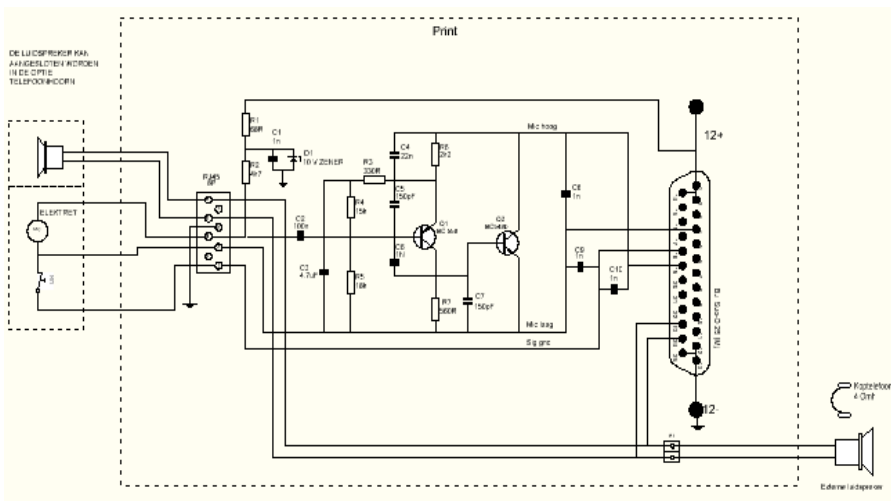 Print
DE LUIDSPREKER KAN
AANGESLOTEN WORDEN
IN DE OPTIE
TELEFOONHOORN
12+
R1
68R
C1
1n
D1
10 V ZENER
R2
4k7
Mic hoog
C4
22n
R6
2k2
R3
330R
RJ45
8P
C5
150pF
C8
1n
R4
15k
ELEKTRET
C2
100n
Q1
Q2
C9
1n
C3
4.7uF
R5
18k
C10
1n
R7
560R
C7
150pF
Mic laag
Sig gnd
12-
Koptelefoon
4 Ohm
Externe luidspreker